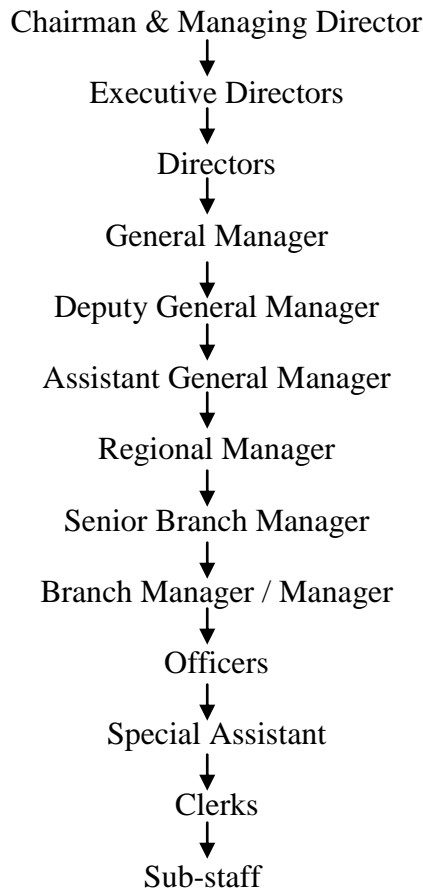 Chairman & Managing Director
Executive Directors
Directors
General Manager
Deputy General Manager
Assistant General Manager
Regional Manager
Senior Branch Manager
Branch Manager / Manager
Officers
Special Assistant
Clerks
Sub-staff